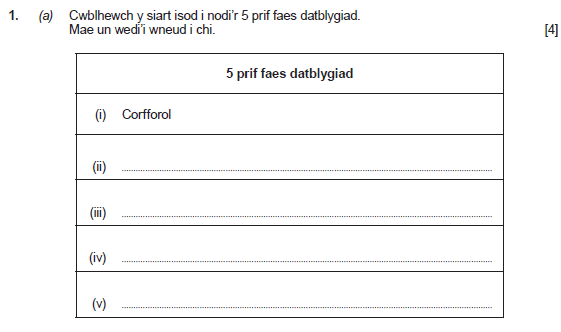 1. (a) Cwblhewch y siart isod i nodi'r 5 prif faes datblygiad.
Mae un wedi'i wneud i chi. [4]
5 prif faes datblygiad
(i) Corfforol
(ii)
(iii)
(iv)
(v)